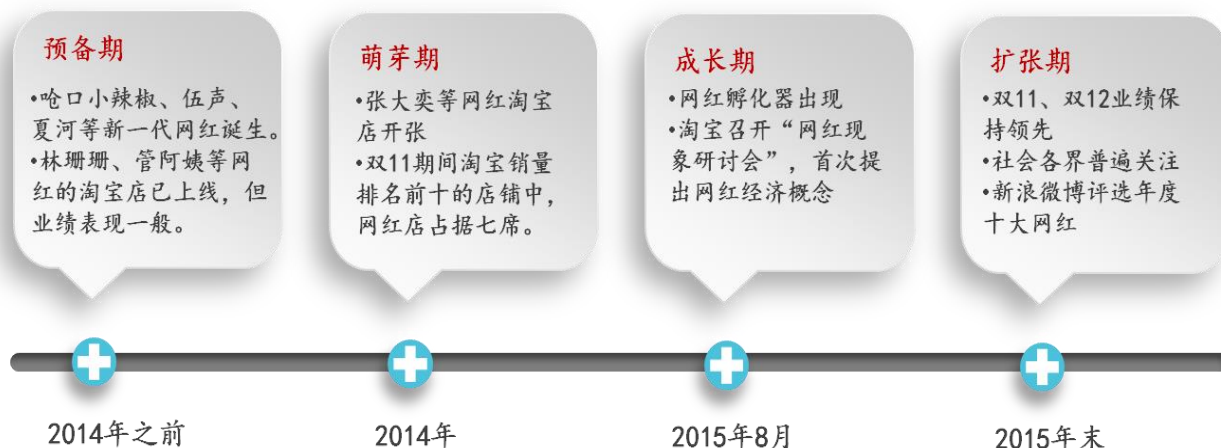 预备期
•呛口小辣椒、伍声、
夏河等新一代网红诞生。
•林珊珊、管阿姨等网
红的淘宝店已上线，但
业绩表现一般。
萌芽期
•张大奕等网红淘宝
店开张
•双11期间淘宝销量
排名前十的店铺中，
网红店占据七席。
成长期
•网红孵化器出现
•淘宝召开“网红现
象研讨会”，首次提
出网红经济概念
扩张期
•双11、双12业绩保
持领先
•社会各界普遍关注
•新浪微博评选年度
十大网红
2014年之前
2014年
2015年8月
2015年末